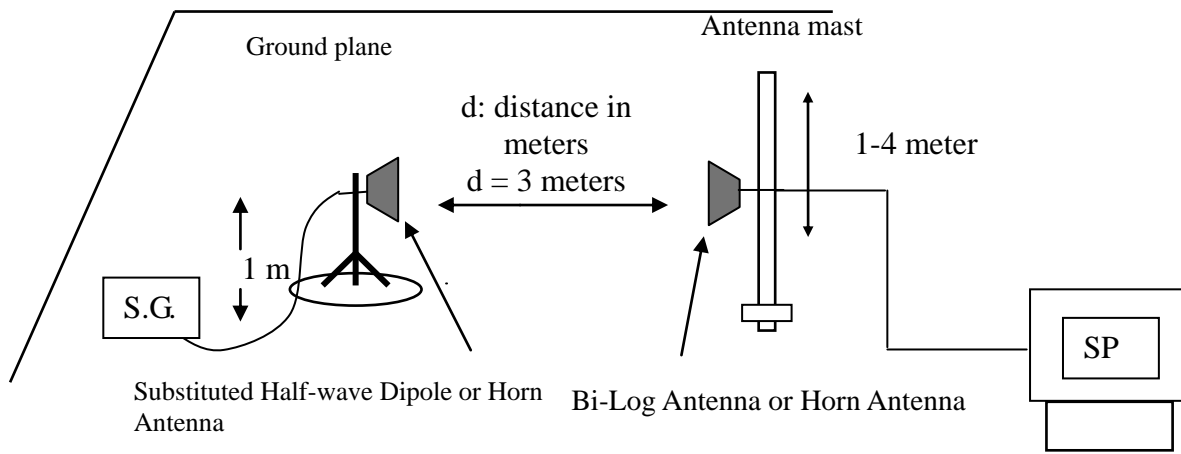 Ground plane
Antenna mast
d: distance in
meters
d = 3 meters
1-4 meter
1 m
S.G.
SP
Substituted Half-wave Dipole or Horn
Antenna
Bi-Log Antenna or Horn Antenna